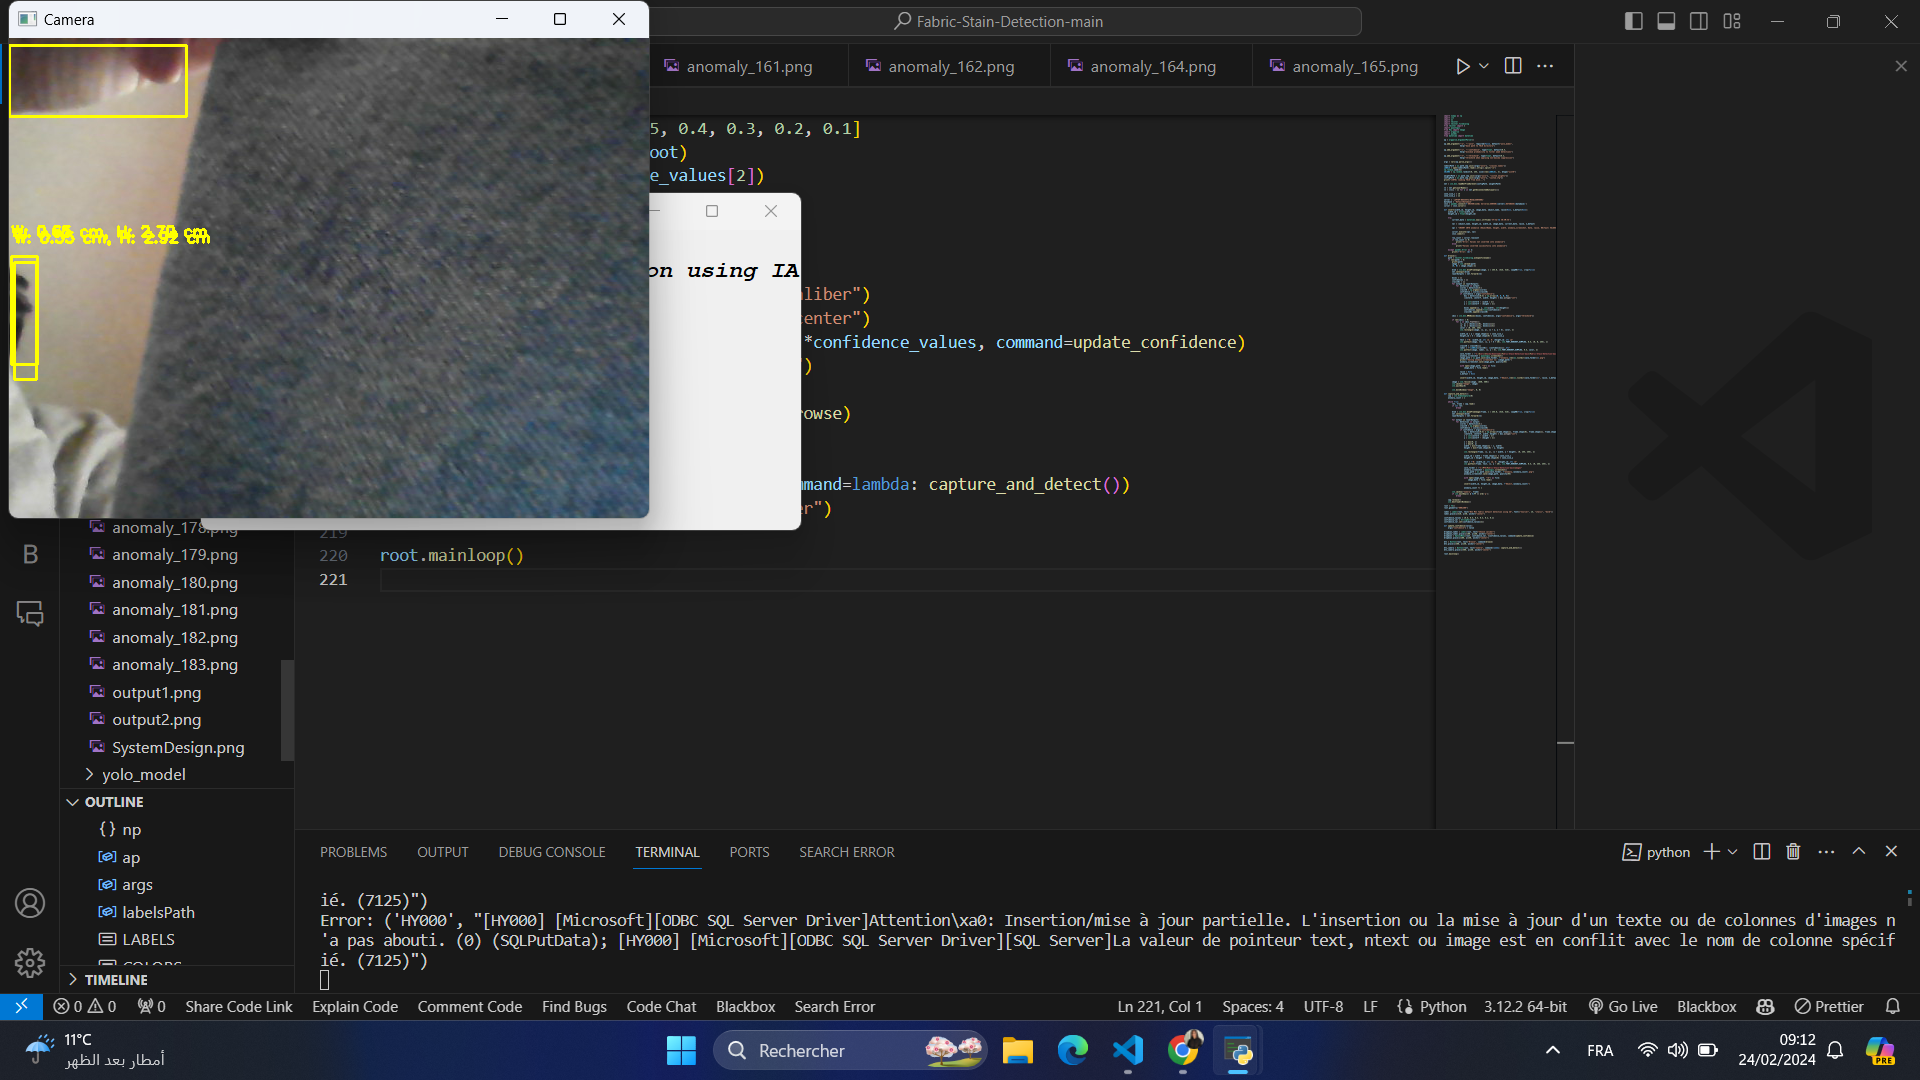 Camera
Fabric-Stain-Detection-main
anomaly_161.png
anomaly_162.png
anomaly_164.png
anomaly_165.png
5, 0.4, 0.3, 0.2, 0.1]
oot)
e_values[2])
on using IA
aliber")
center")
*confidence_values, command=update_confidence)
)
rowse)
mmand=lambda: capture_and_detect())
er")
219
220 root.mainloop()
221
H: 2.92 cm
anomaly_178.png
anomaly_179.png
anomaly_180.png
anomaly_181.png
anomaly_182.png
anomaly_183.png
output1.png
output2.png
SystemDesign.png
yolo_model
OUTLINE
{} np
ap
args
labelsPath
LABELS
COLORS
TIMELINE
PROBLEMS OUTPUT DEBUG CONSOLE TERMINAL PORTS SEARCH ERROR
python
ié. (7125)")
Error: ('HY000', "[HY000] [Microsoft][ODBC SQL Server Driver]Attention\xa0: Insertion/mise à jour partielle. L'insertion ou la mise à jour d'un texte ou de colonnes d'images n
'a pas abouti. (0) (SQLPutData); [HY000] [Microsoft][ODBC SQL Server Driver][SQL Server]La valeur de pointeur text, ntext ou image est en conflit avec le nom de colonne spécif
ié. (7125)")
0 0 0 Share Code Link Explain Code Comment Code Find Bugs Code Chat Blackbox Search Error
Ln 221, Col 1 Spaces: 4 UTF-8 LF {} Python 3.12.2 64-bit Go Live Blackbox Prettier
11°C
أمطار بعد الظهر
Rechercher
FRA
09:12
24/02/2024
PRE